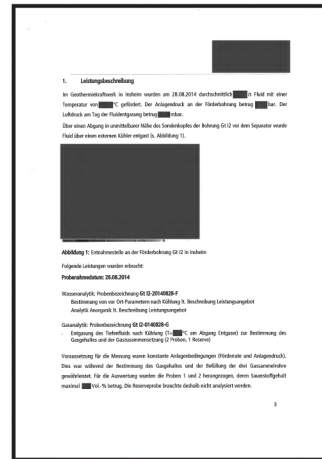 1. Leistungsbeschreibung
Im Geothermiekraftwerk in Insheim wurden am 28.08.2014 durchschnittlich l/s Fluid mit einer
Temperatur von °C gefördert. Der Anlagendruck an der Förderbohrung betrug bar. Der
Luftdruck am Tag der Fluidentgasung betrug mbar.
Über einen Abgang in unmittelbarer Nähe des Sondenkopfes der Bohrung Gt I2 vor dem Separator wurde
Fluid über einen externen Kühler entgast (s. Abbildung 1).
Abbildung 1: Entnahmestelle an der Förderbohrung Gt I2 in Insheim
Folgende Leistungen wurden erbracht:
Probenahmedatum: 28.08.2014
Wasseranalytik: Probenbezeichnung Gt I2-20140828-F
Bestimmung von vor Ort-Parametern nach Kühlung lt. Beschreibung Leistungsangebot
Analytik Anorganik lt. Beschreibung Leistungsangebot
Gasanalytik: Probenbezeichnung Gt I2-0140828-G
- Entgasung des Tiefenfluids nach Kühlung (T= °C am Abgang Entgaser) zur Bestimmung des
Gasgehaltes und der Gaszusammensetzung (2 Proben, 1 Reserve)
Voraussetzung für die Messung waren konstante Anlagenbedingungen (Förderrate und Anlagendruck).
Dies war während der Bestimmung des Gasgehaltes und der Befüllung der drei Gassammelrohre
gewährleistet. Für die Auswertung wurden die Proben 1 und 2 herangezogen, deren Sauerstoffgehalt
maximal Vol.-% betrug. Die Reserveprobe brauchte deshalb nicht analysiert werden.
3